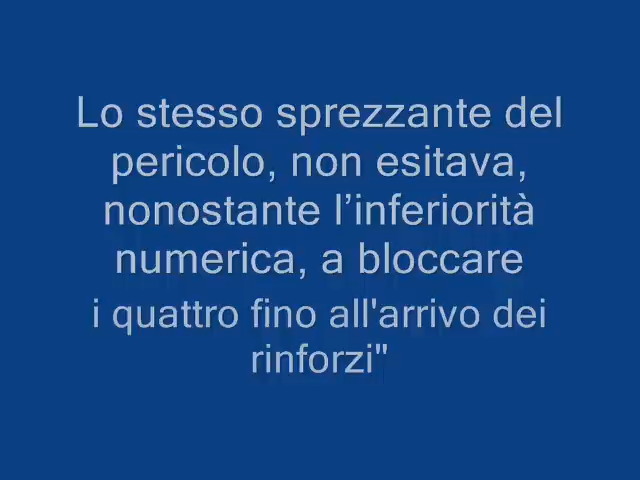 Lo stesso sprezzante del
pericolo, non esitava,
nonostante l’inferiorità
numerica, a bloccare
i quattro fino all'arrivo dei
rinforzi"